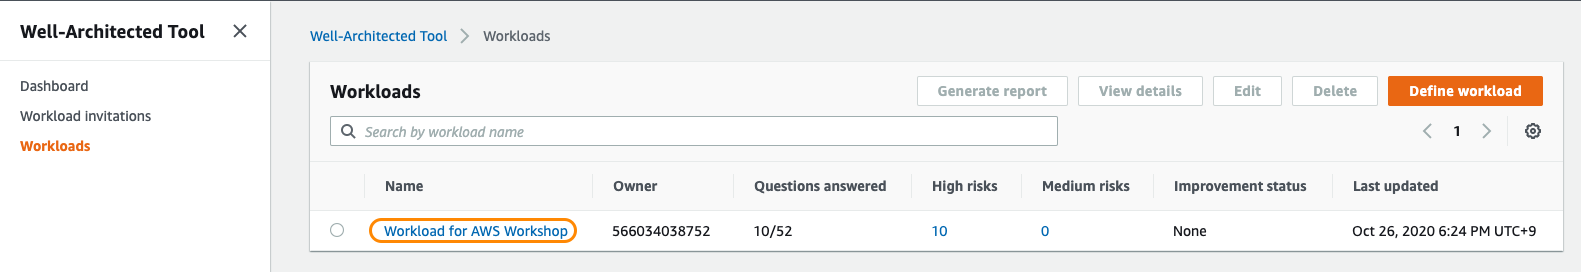 Well-Architected Tool
Dashboard
Workload invitations
Workloads
Well-Architected Tool > Workloads
Workloads
Generate report View details Edit Delete Define workload
Search by workload name
1
Name Owner Questions answered High risks Medium risks Improvement status Last updated
Workload for AWS Workshop 566034038752 10/52 10 0 None Oct 26, 2020 6:24 PM UTC+9